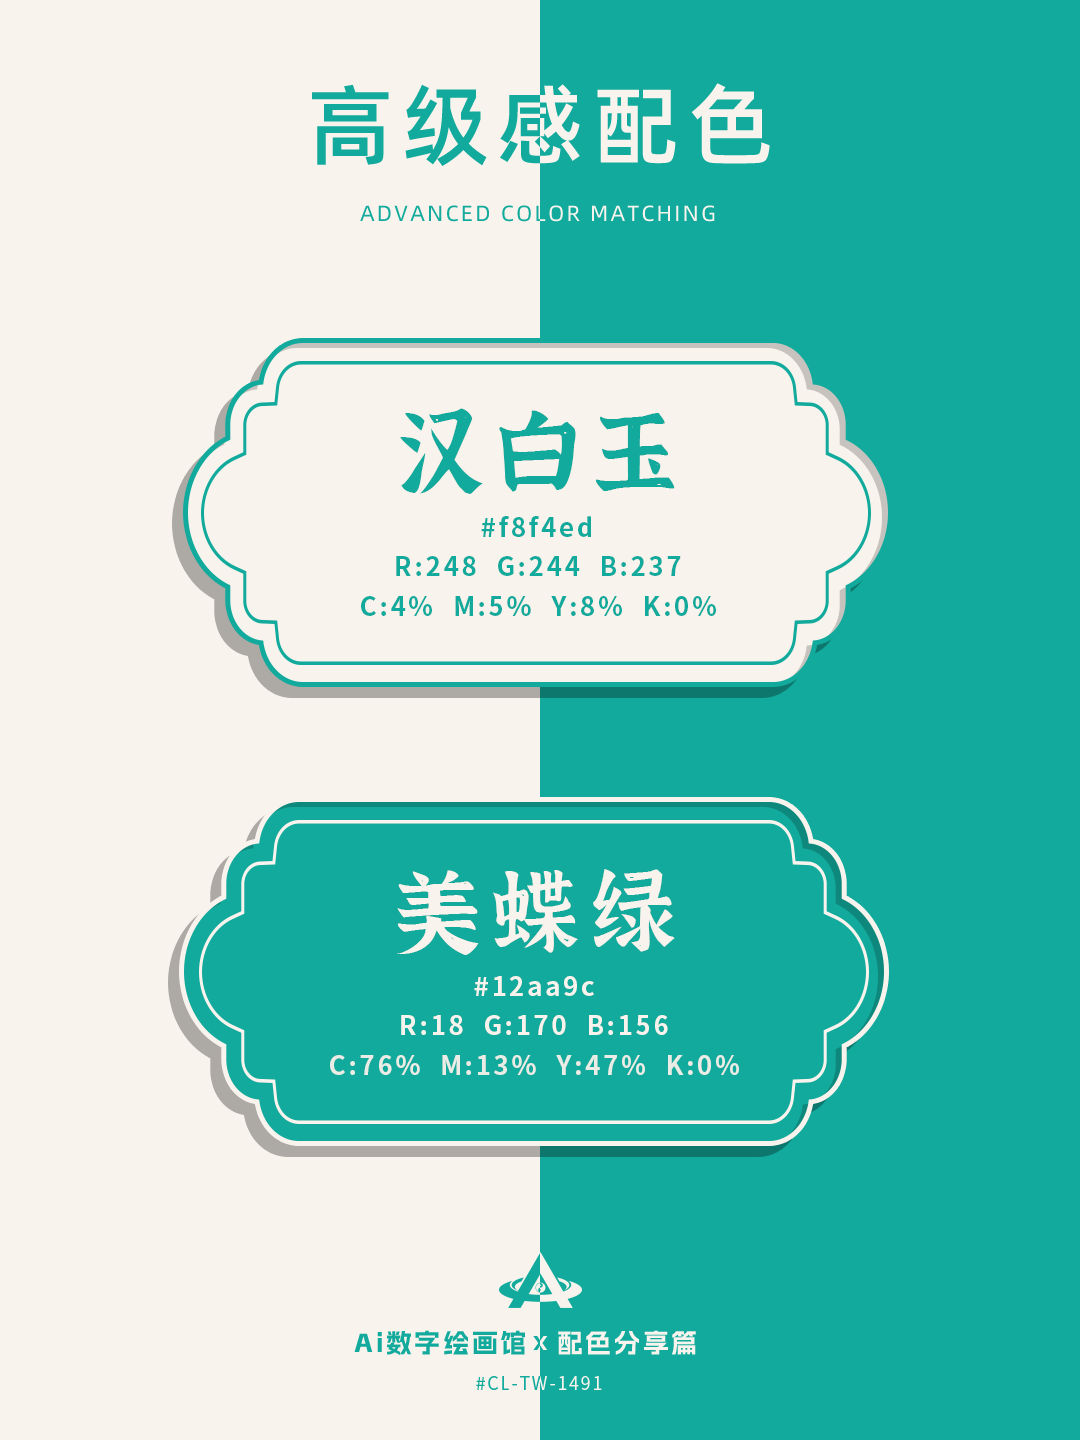 高级感配色
ADVANCED COLOR MATCHING
汉白玉
#f8f4ed
R:248 G:244 B:237
C:4% M:5% Y:8% K:0%
美蝶绿
#12aa9c
R:18 G:170 B:156
C:76% M:13% Y:47% K:0%
Ai数字绘画馆 x 配色分享篇
#CL-TW-1491